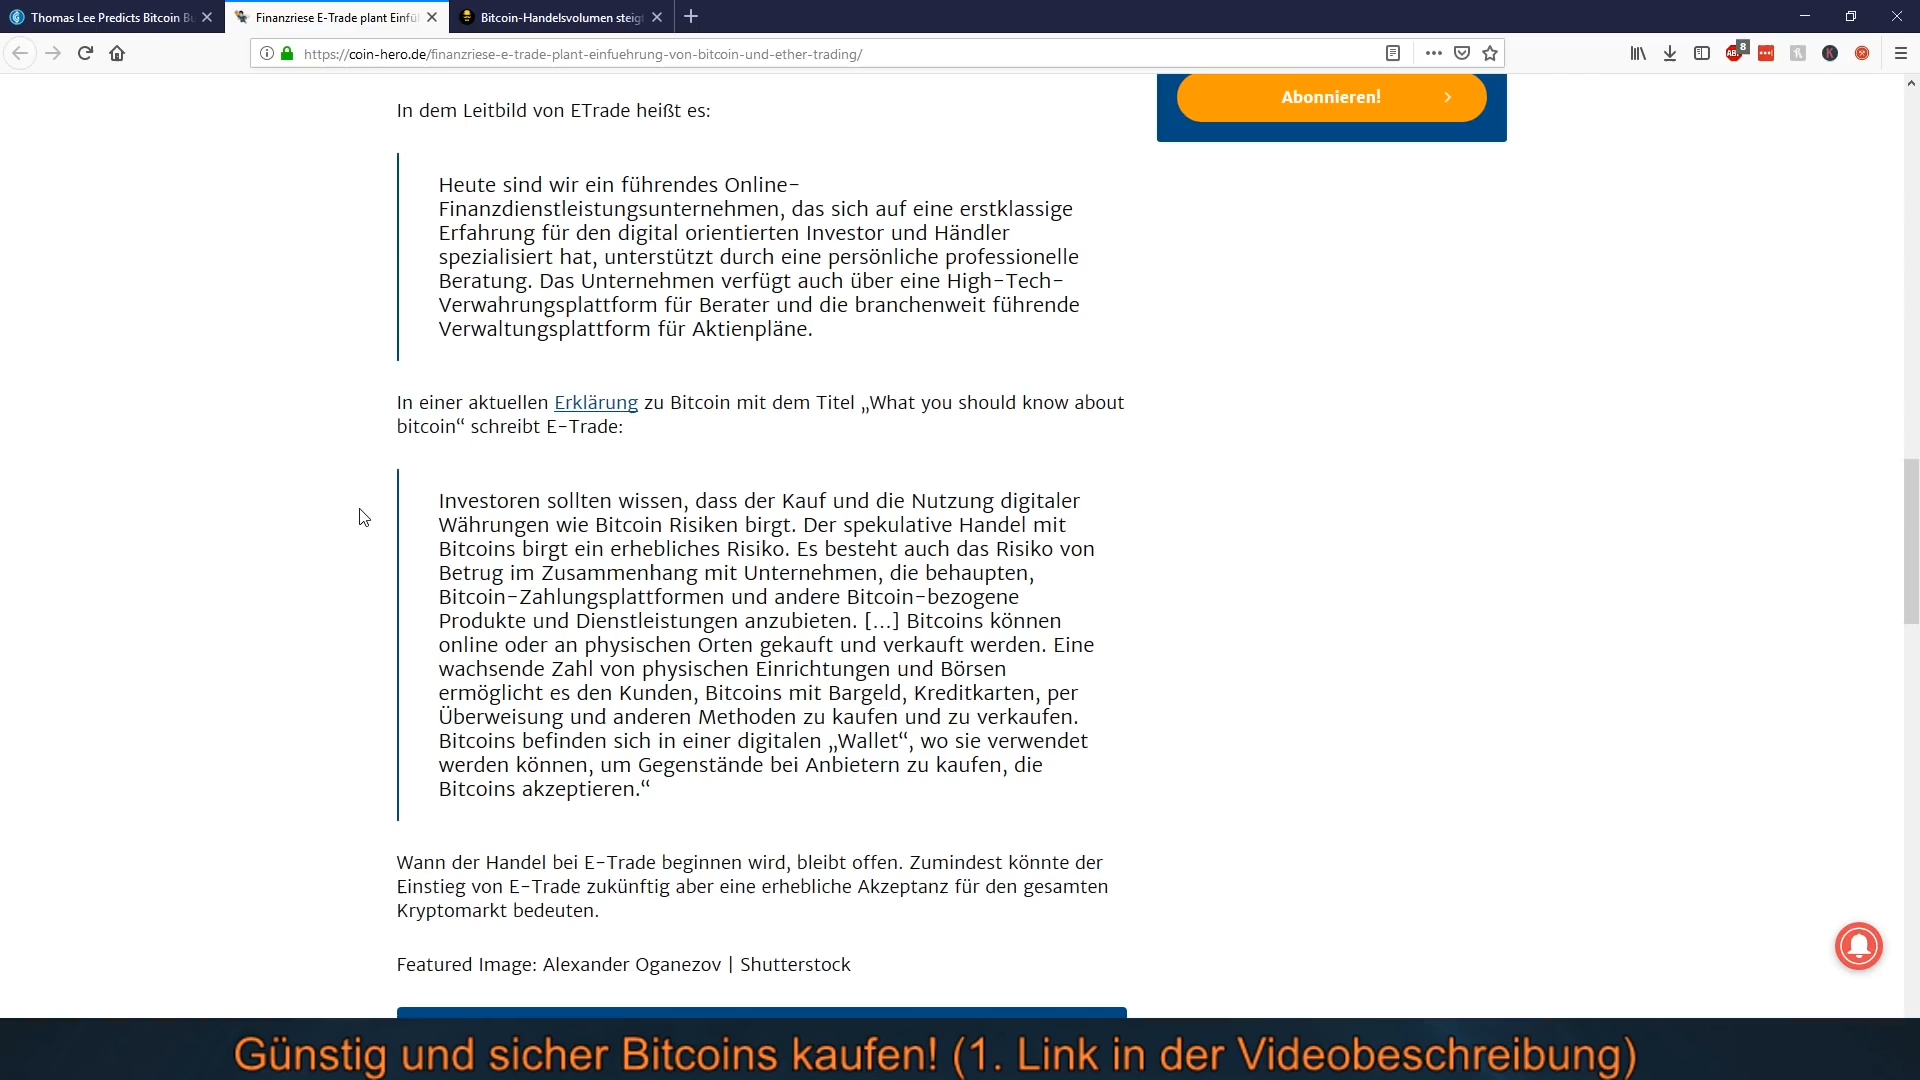 Thomas Lee Predicts Bitcoin Bu
Finanzriese E-Trade plant Einfü
Bitcoin-Handelsvolumen steig
https://coin-hero.de/finanzriese-e-trade-plant-einfuehrung-von-bitcoin-und-ether-trading/
8
ABP
K
Abonnieren!
In dem Leitbild von ETrade heißt es:
Heute sind wir ein führendes Online-
Finanzdienstleistungsunternehmen, das sich auf eine erstklassige
Erfahrung für den digital orientierten Investor und Händler
spezialisiert hat, unterstützt durch eine persönliche professionelle
Beratung. Das Unternehmen verfügt auch über eine High-Tech-
Verwahrungsplattform für Berater und die branchenweit führende
Verwaltungsplattform für Aktienpläne.
In einer aktuellen Erklärung zu Bitcoin mit dem Titel „What you should know about
bitcoin“ schreibt E-Trade:
Investoren sollten wissen, dass der Kauf und die Nutzung digitaler
Währungen wie Bitcoin Risiken birgt. Der spekulative Handel mit
Bitcoins birgt ein erhebliches Risiko. Es besteht auch das Risiko von
Betrug im Zusammenhang mit Unternehmen, die behaupten,
Bitcoin-Zahlungsplattformen und andere Bitcoin-bezogene
Produkte und Dienstleistungen anzubieten. […] Bitcoins können
online oder an physischen Orten gekauft und verkauft werden. Eine
wachsende Zahl von physischen Einrichtungen und Börsen
ermöglicht es den Kunden, Bitcoins mit Bargeld, Kreditkarten, per
Überweisung und anderen Methoden zu kaufen und zu verkaufen.
Bitcoins befinden sich in einer digitalen „Wallet“, wo sie verwendet
werden können, um Gegenstände bei Anbietern zu kaufen, die
Bitcoins akzeptieren.“
Wann der Handel bei E-Trade beginnen wird, bleibt offen. Zumindest könnte der
Einstieg von E-Trade zukünftig aber eine erhebliche Akzeptanz für den gesamten
Kryptomarkt bedeuten.
Featured Image: Alexander Oganezov | Shutterstock
Günstig und sicher Bitcoins kaufen! (1. Link in der Videobeschreibung)